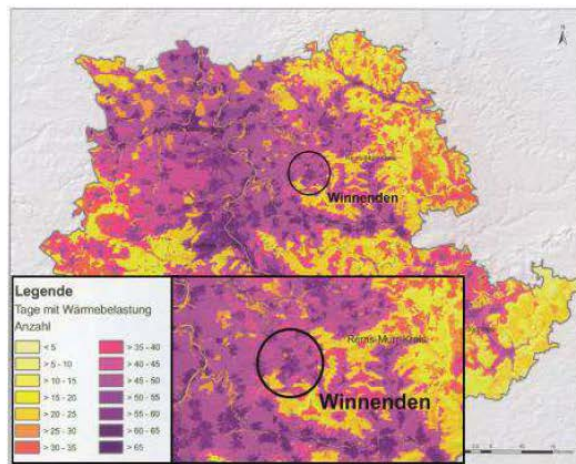 N
Winnenden
Legende
Tage mit Wärmebelastung
Anzahl
< 5
> 5 - 10
> 10 - 15
> 15 - 20
> 20 - 25
> 25 - 30
> 30 - 35
> 35 - 40
> 40 - 45
> 45 - 50
> 50 - 55
> 55 - 60
> 60 - 65
> 65
Rems-Murr-Kreis
Winnenden